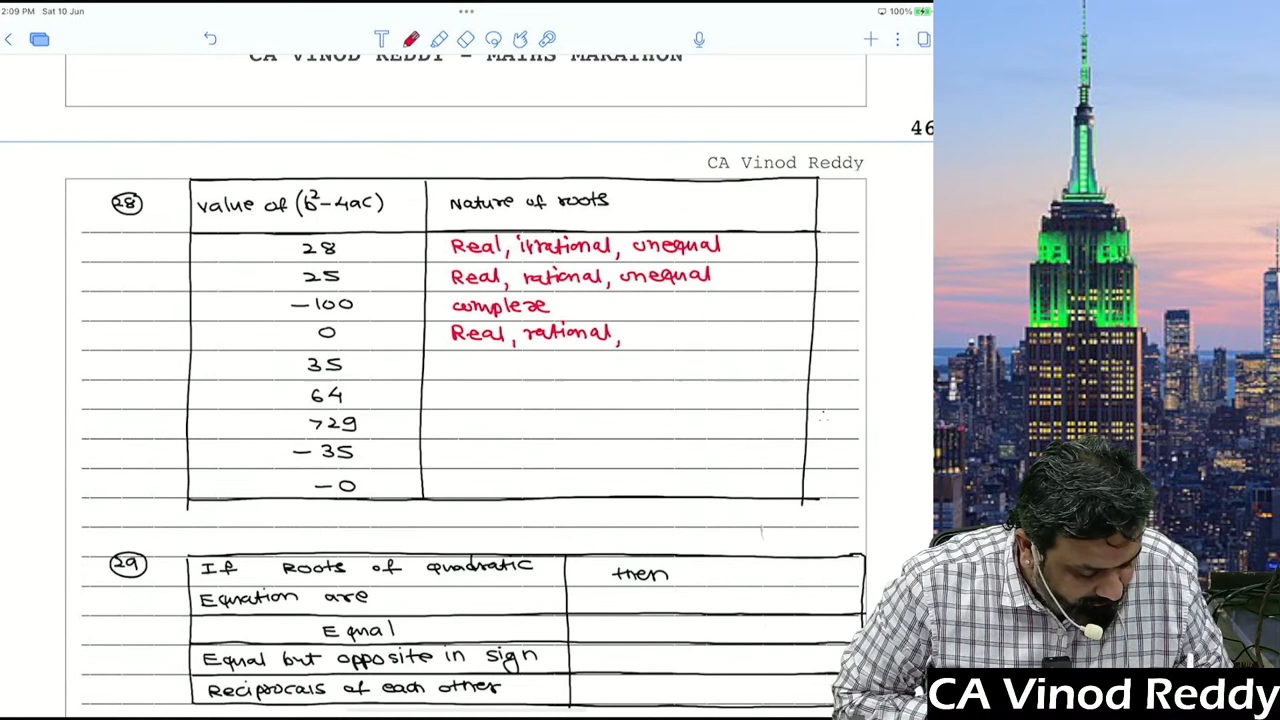 2:09 PM Sat 10 Jun
100%
T
CA VINOD REDDY - MATHS MARATHON
46
CA Vinod Reddy
28 value of (b²-4ac) Nature of roots
28 Real, irrational, unequal
25 Real, rational, unequal
-100 complexe
0 Real, rational,
35
64
729
- 35
- 0
29 If Roots of quadratic then
Equation are
Equal
Equal but opposite in sign
Reciprocals of each other
CA Vinod Reddy